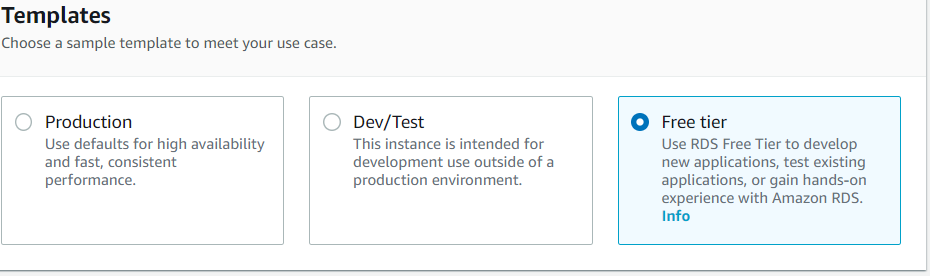 Templates
Choose a sample template to meet your use case.
Production
Use defaults for high availability
and fast, consistent
performance.
Dev/Test
This instance is intended for
development use outside of a
production environment.
Free tier
Use RDS Free Tier to develop
new applications, test existing
applications, or gain hands-on
experience with Amazon RDS.
Info